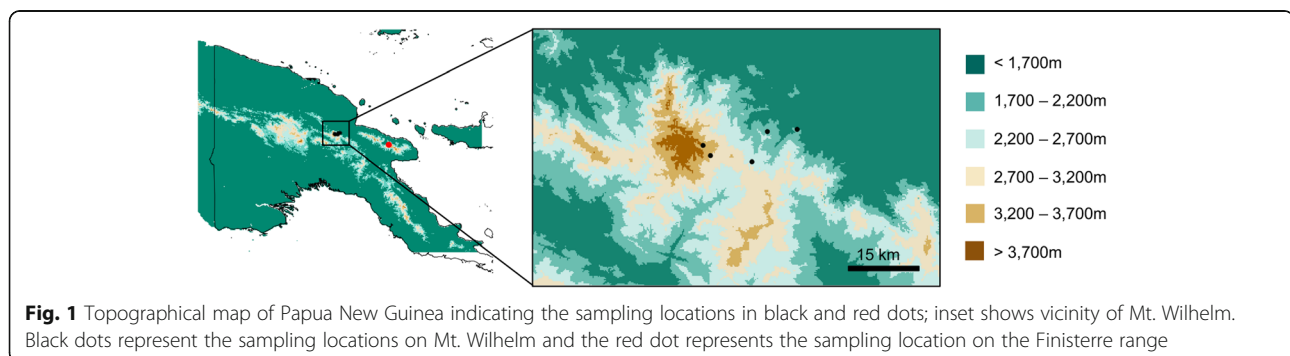 < 1,700m
1,700 – 2,200m
2,200 – 2,700m
2,700 – 3,200m
3,200 – 3,700m
> 3,700m
15 km
Fig. 1 Topographical map of Papua New Guinea indicating the sampling locations in black and red dots; inset shows vicinity of Mt. Wilhelm.
Black dots represent the sampling locations on Mt. Wilhelm and the red dot represents the sampling location on the Finisterre range